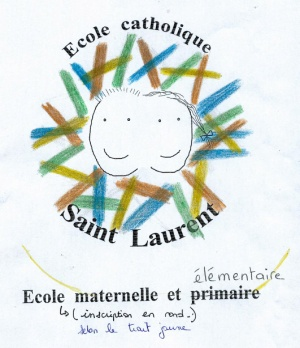 Ecole catholique
Saint Laurent
élémentaire
Ecole maternelle et primaire
↳ (inscription en rond :)
selon le trait jaune